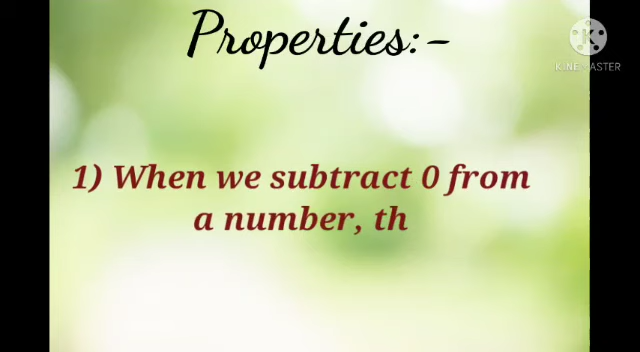 Properties:-
KINEMASTER
1) When we subtract 0 from
a number, th